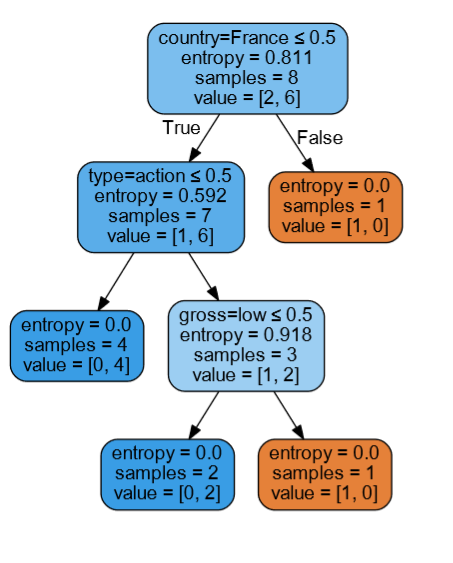 country=France ≤ 0.5
entropy = 0.811
samples = 8
value = [2, 6]
True
False
type=action ≤ 0.5
entropy = 0.592
samples = 7
value = [1, 6]
entropy = 0.0
samples = 1
value = [1, 0]
entropy = 0.0
samples = 4
value = [0, 4]
gross=low ≤ 0.5
entropy = 0.918
samples = 3
value = [1, 2]
entropy = 0.0
samples = 2
value = [0, 2]
entropy = 0.0
samples = 1
value = [1, 0]